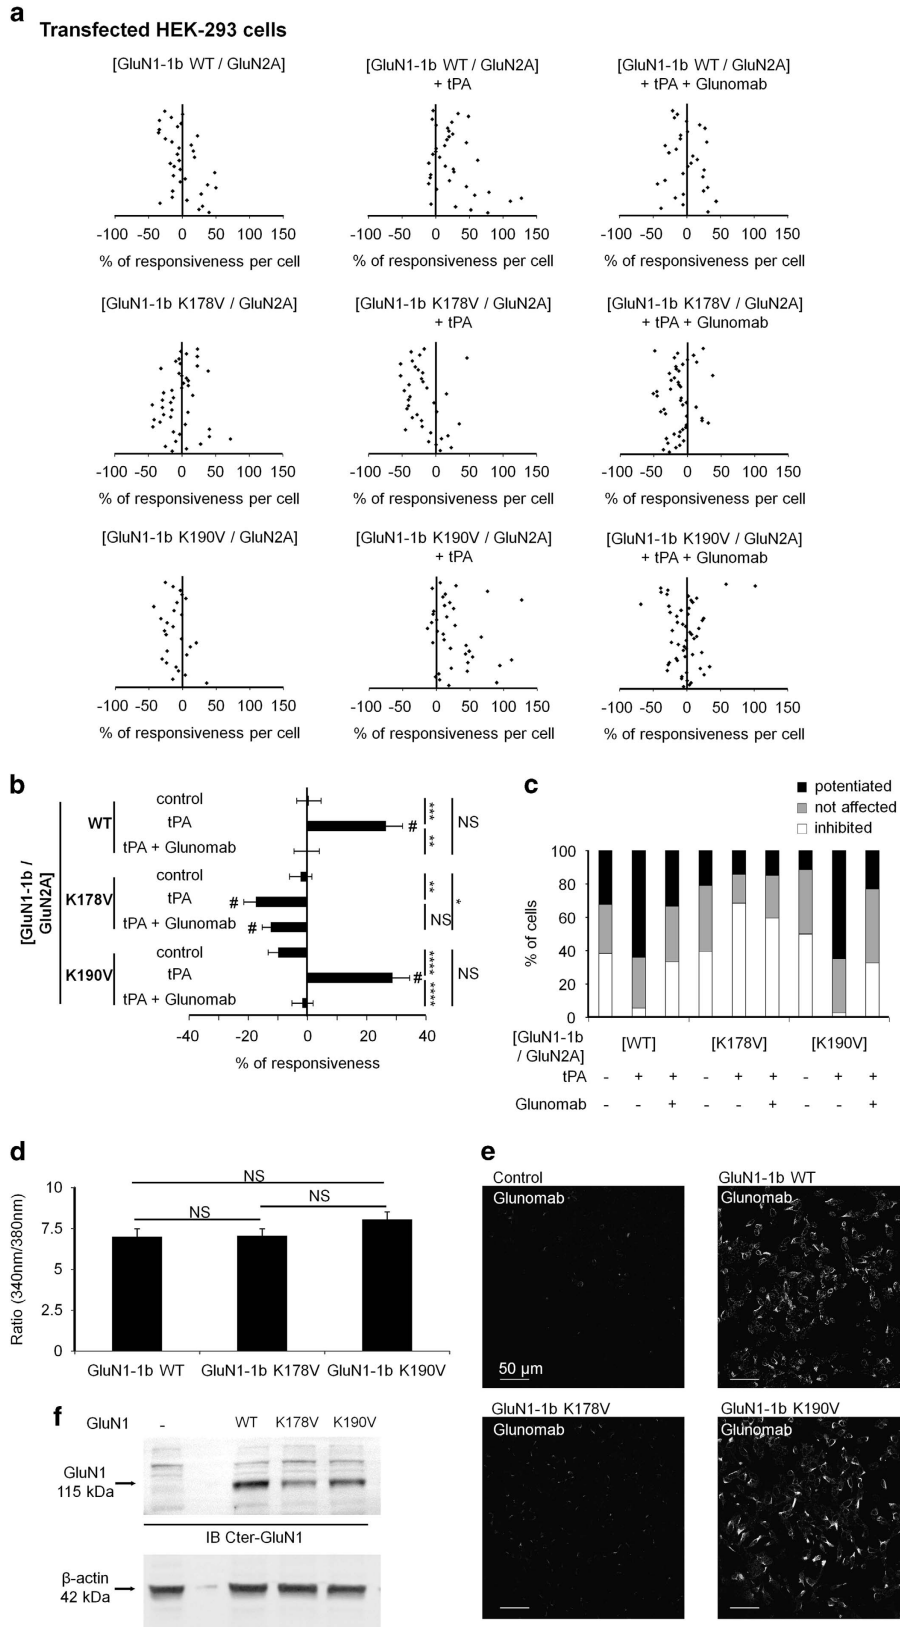 a
Transfected HEK-293 cells
[GluN1-1b WT / GluN2A]
[GluN1-1b WT / GluN2A]
+ tPA
[GluN1-1b WT / GluN2A]
+ tPA + Glunomab
-100 -50 0 50 100 150
% of responsiveness per cell
-100 -50 0 50 100 150
% of responsiveness per cell
-100 -50 0 50 100 150
% of responsiveness per cell
[GluN1-1b K178V / GluN2A]
[GluN1-1b K178V / GluN2A]
+ tPA
[GluN1-1b K178V / GluN2A]
+ tPA + Glunomab
-100 -50 0 50 100 150
% of responsiveness per cell
-100 -50 0 50 100 150
% of responsiveness per cell
-100 -50 0 50 100 150
% of responsiveness per cell
[GluN1-1b K190V / GluN2A]
[GluN1-1b K190V / GluN2A]
+ tPA
[GluN1-1b K190V / GluN2A]
+ tPA + Glunomab
-100 -50 0 50 100 150
% of responsiveness per cell
-100 -50 0 50 100 150
% of responsiveness per cell
-100 -50 0 50 100 150
% of responsiveness per cell
b
[GluN1-1b /
GluN2A]
WT
control
tPA
tPA + Glunomab
#
***
**
NS
K178V
control
tPA
tPA + Glunomab
#
#
**
NS
*
K190V
control
tPA
tPA + Glunomab
#
****
****
NS
-40 -20 0 20 40
% of responsiveness
c
potentiated
not affected
inhibited
% of cells
100
80
60
40
20
0
[GluN1-1b
/ GluN2A]
[WT] [K178V] [K190V]
tPA - + + - + + - + +
Glunomab - - + - - + - - +
d
Ratio (340nm/380nm)
10
7.5
5
2.5
0
NS
NS
NS
GluN1-1b WT GluN1-1b K178V GluN1-1b K190V
e
Control
Glunomab
50 µm
GluN1-1b WT
Glunomab
GluN1-1b K178V
Glunomab
GluN1-1b K190V
Glunomab
f
GluN1 - WT K178V K190V
GluN1
115 kDa
IB Cter-GluN1
β-actin
42 kDa